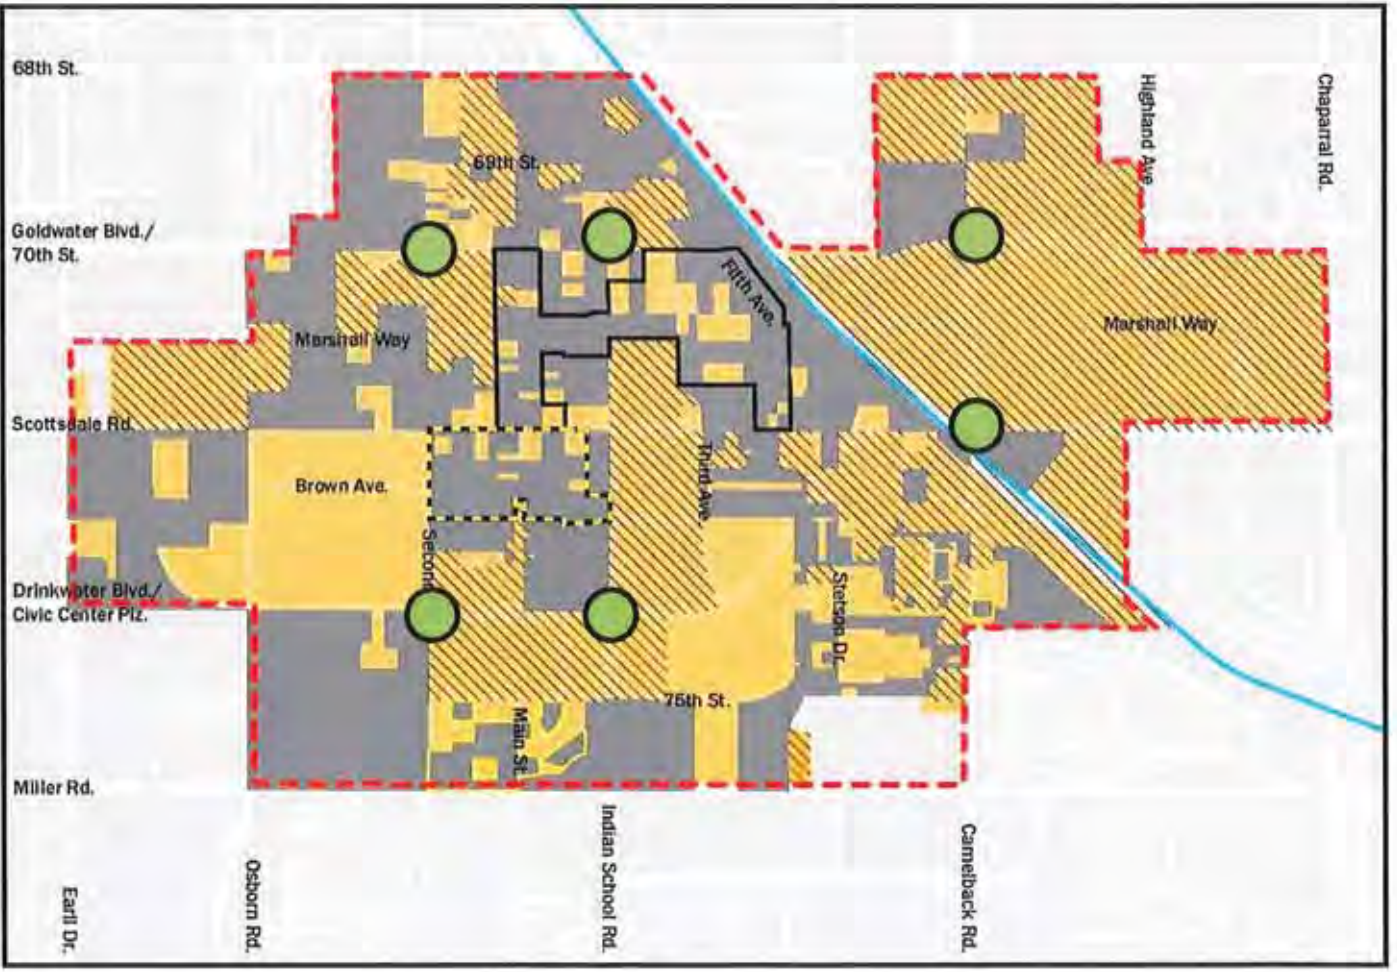 68th St.
Highland Ave.
Chaparral Rd.
69th St.
Goldwater Blvd./
70th St.
Fifth Ave.
Marshall Way
Marshall Way
Scottsdale Rd.
Third Ave.
Brown Ave.
Second
Stetson Dr.
Drinkwater Blvd./
Civic Center Plz.
75th St.
Main St.
Miller Rd.
Indian School Rd.
Camelback Rd.
Osborn Rd.
Earll Dr.